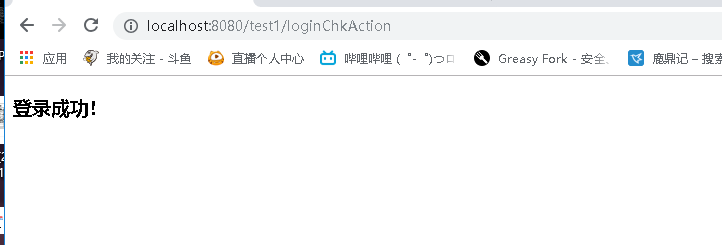 localhost:8080/test1/loginChkAction
应用 我的关注 - 斗鱼 直播个人中心 哔哩哔哩 ( ゜- ゜)つロ Greasy Fork - 安全、 鹿鼎记 – 搜索
登录成功！